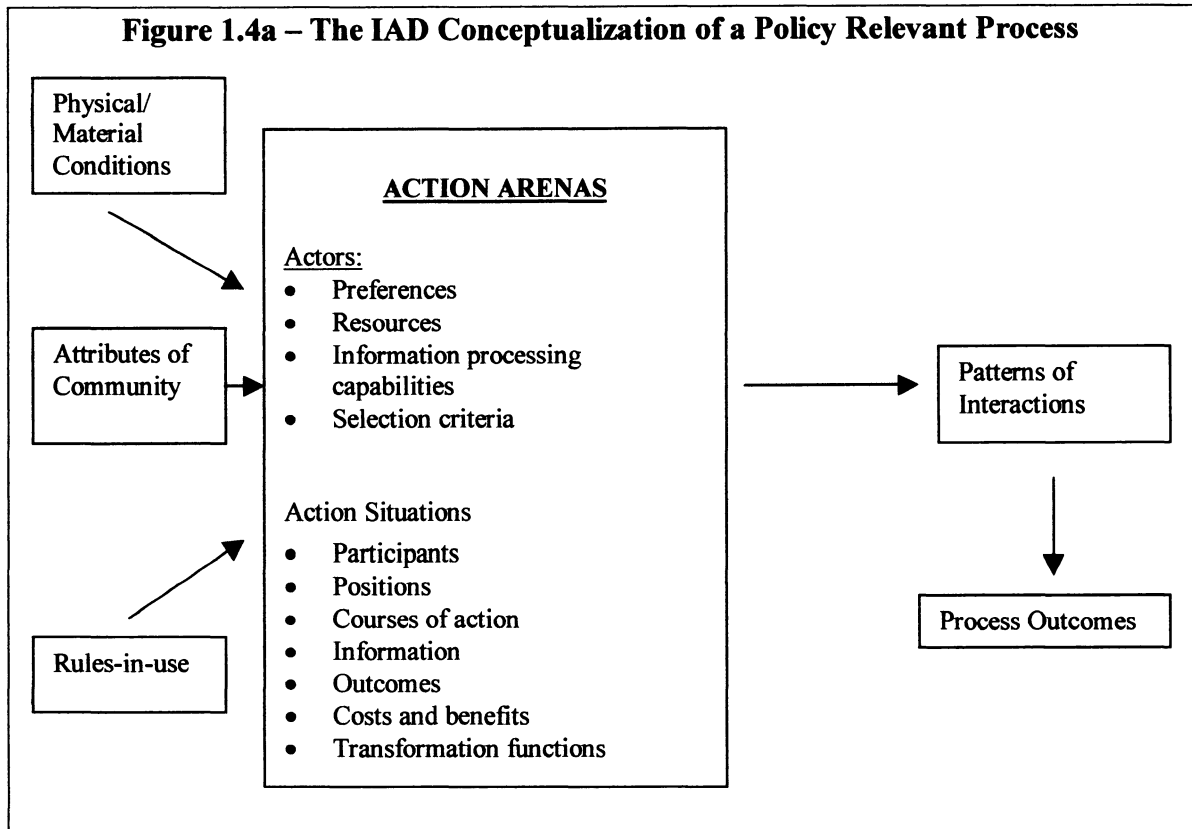 Figure 1.4a – The IAD Conceptualization of a Policy Relevant Process
Physical/
Material
Conditions
Attributes of
Community
Rules-in-use
ACTION ARENAS
Actors:
• Preferences
• Resources
• Information processing
capabilities
• Selection criteria
Action Situations
• Participants
• Positions
• Courses of action
• Information
• Outcomes
• Costs and benefits
• Transformation functions
Patterns of
Interactions
Process Outcomes